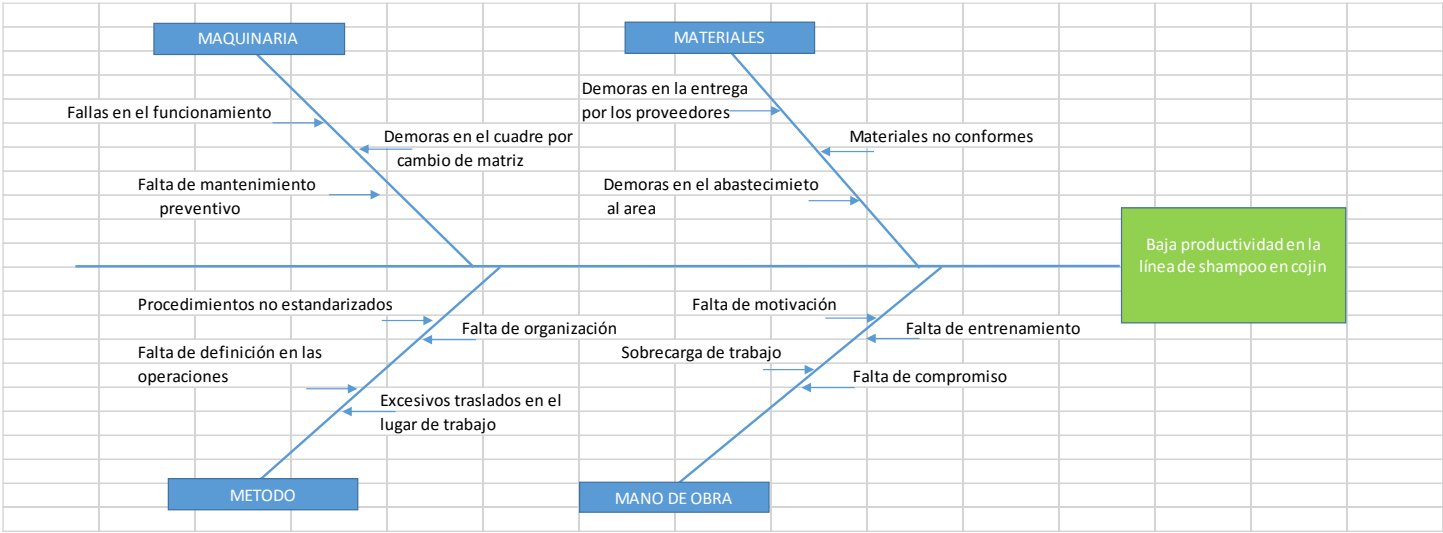 MAQUINARIA
MATERIALES
Fallas en el funcionamiento
Demoras en el cuadre por
cambio de matriz
Falta de mantenimiento
preventivo
Demoras en la entrega
por los proveedores
Materiales no conformes
Demoras en el abastecimieto
al area
Baja productividad en la
línea de shampoo en cojin
Procedimientos no estandarizados
Falta de organización
Falta de definición en las
operaciones
Excesivos traslados en el
lugar de trabajo
Falta de motivación
Falta de entrenamiento
Sobrecarga de trabajo
Falta de compromiso
METODO
MANO DE OBRA